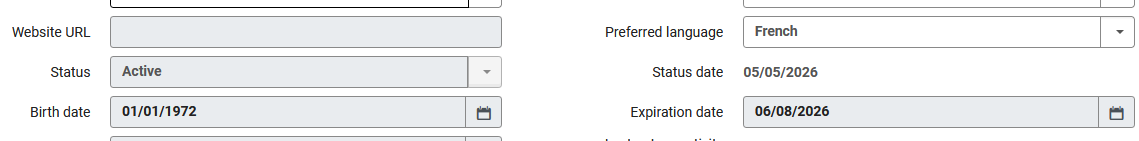 Website URL
Preferred language French
Status Active
Status date 05/05/2026
Birth date 01/01/1972
Expiration date 06/08/2026